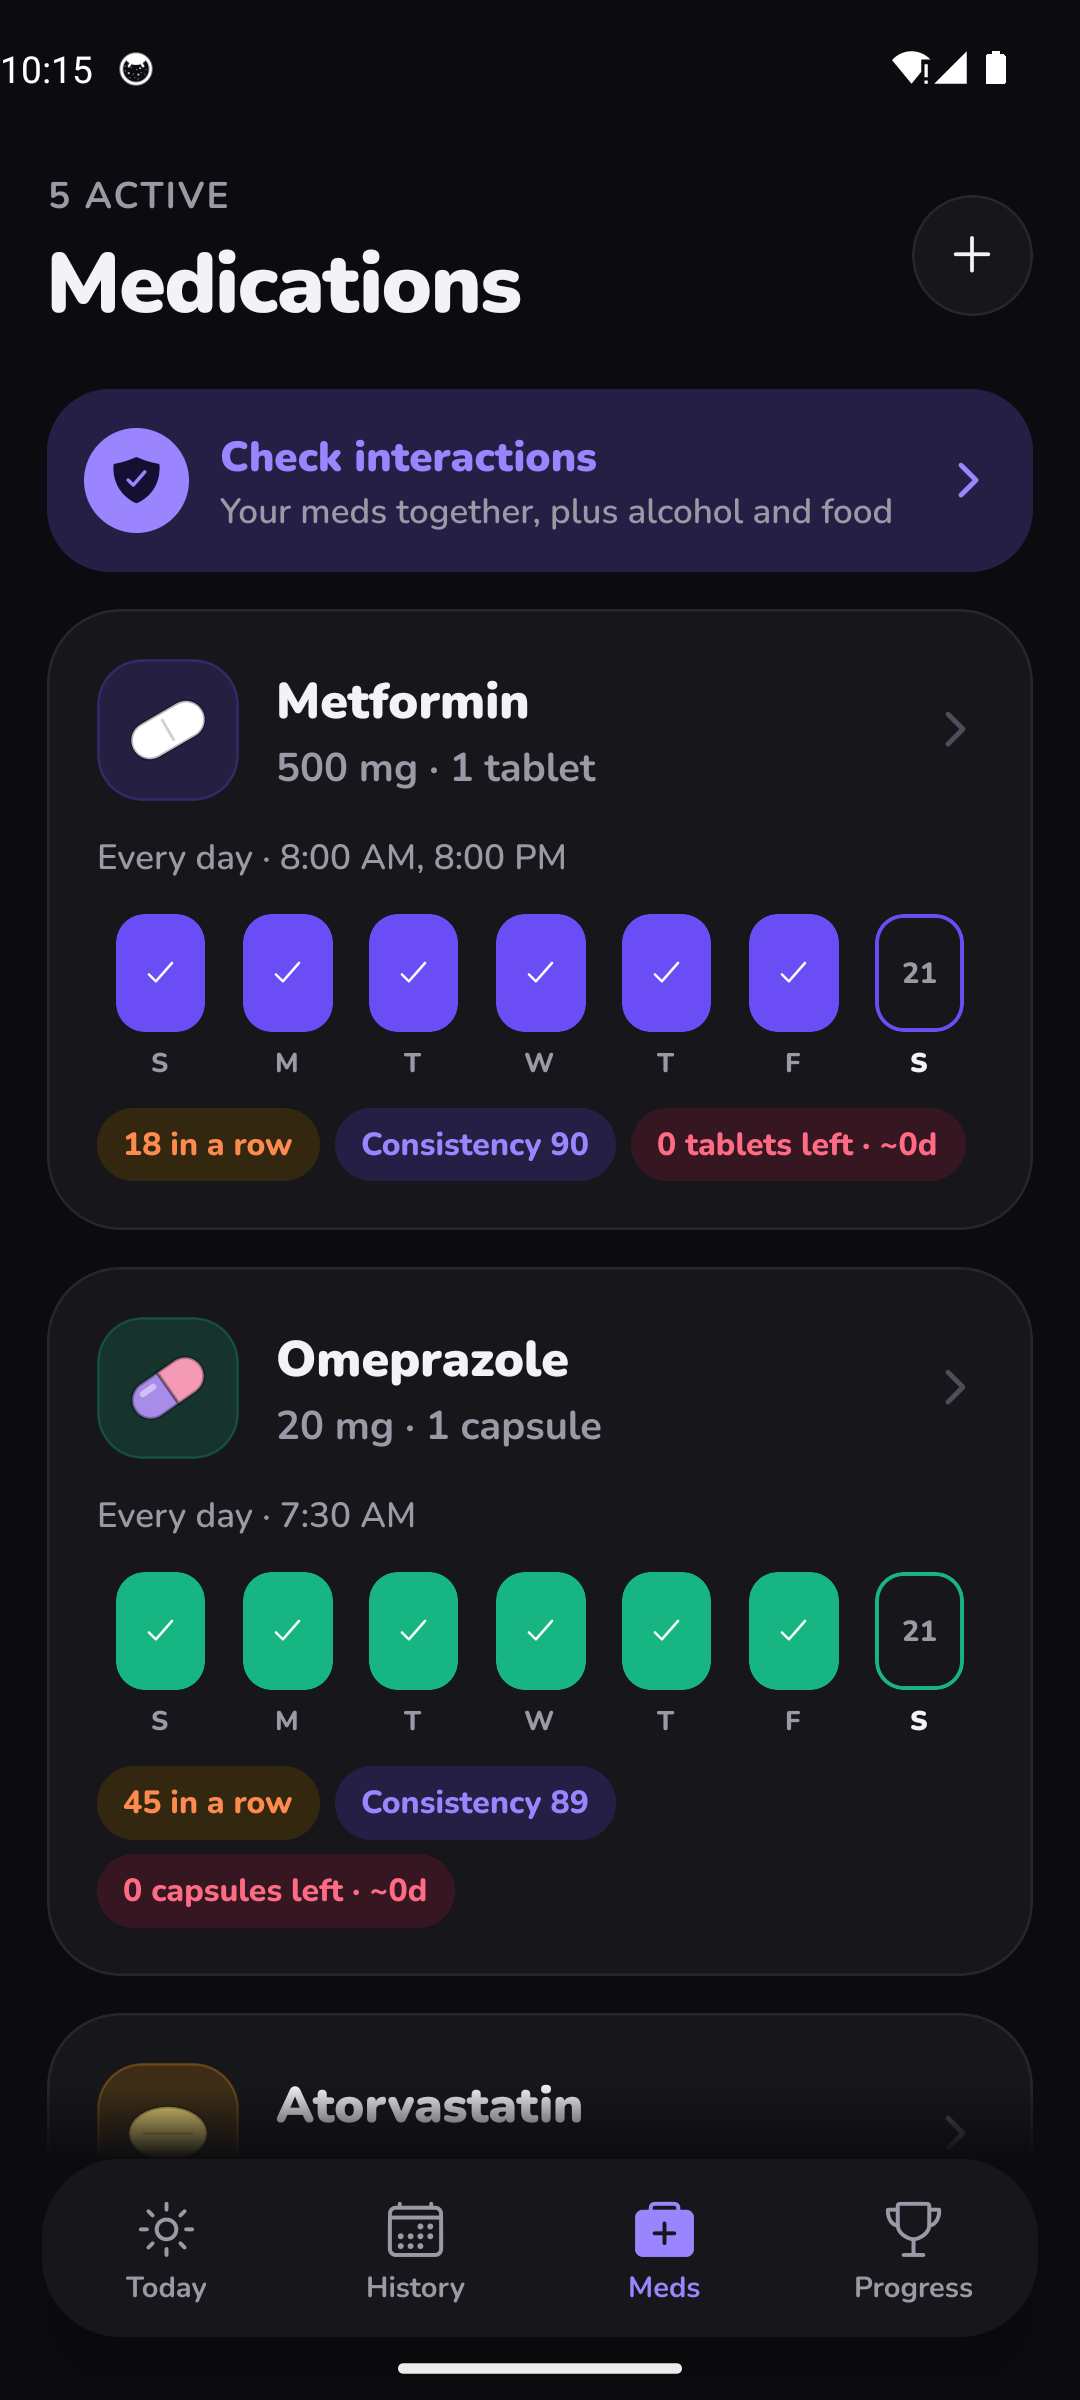 10:15
5 ACTIVE
Medications
Check interactions
Your meds together, plus alcohol and food
Metformin
500 mg · 1 tablet
Every day · 8:00 AM, 8:00 PM
21
S M T W T F S
18 in a row Consistency 90 0 tablets left · ~0d
Omeprazole
20 mg · 1 capsule
Every day · 7:30 AM
21
S M T W T F S
45 in a row Consistency 89
0 capsules left · ~0d
Atorvastatin
Today History Meds Progress